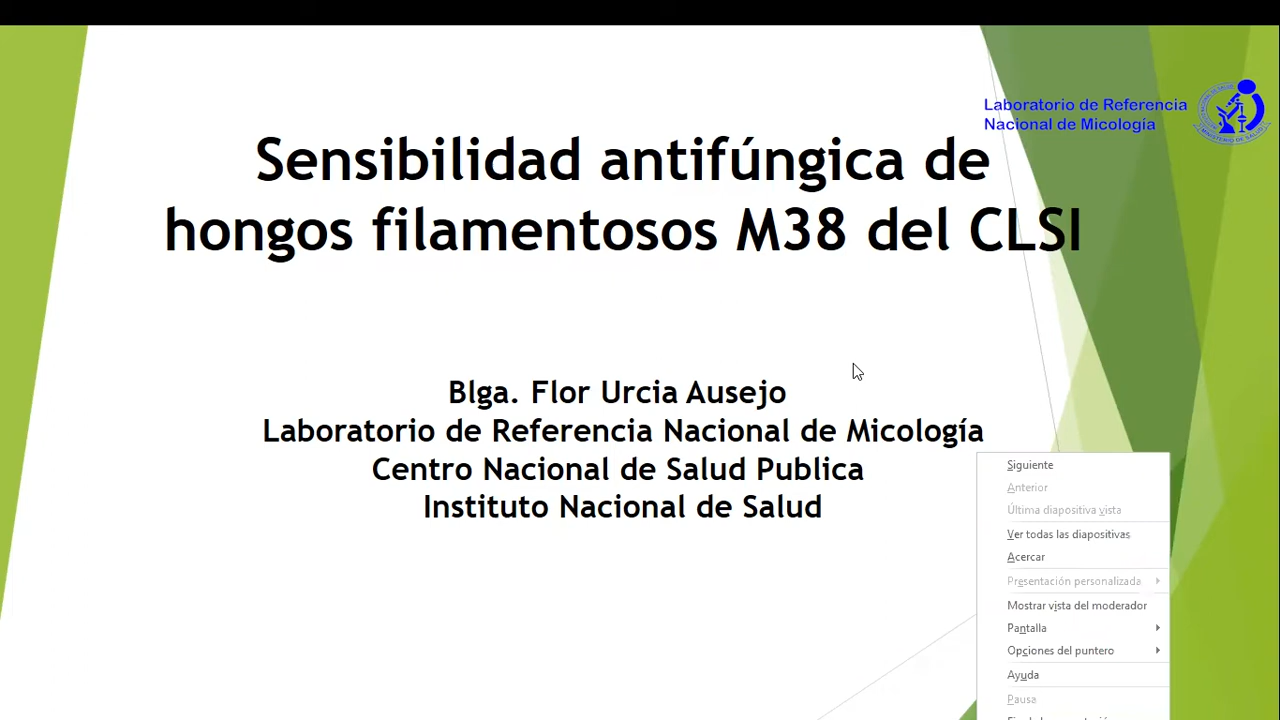 Laboratorio de Referencia
Nacional de Micología
Sensibilidad antifúngica de
hongos filamentosos M38 del CLSI
Blga. Flor Urcia Ausejo
Laboratorio de Referencia Nacional de Micología
Centro Nacional de Salud Publica
Instituto Nacional de Salud
Siguiente
Anterior
Última diapositiva vista
Ver todas las diapositivas
Acercar
Presentación personalizada
Mostrar vista del moderador
Pantalla
Opciones del puntero
Ayuda
Pausa